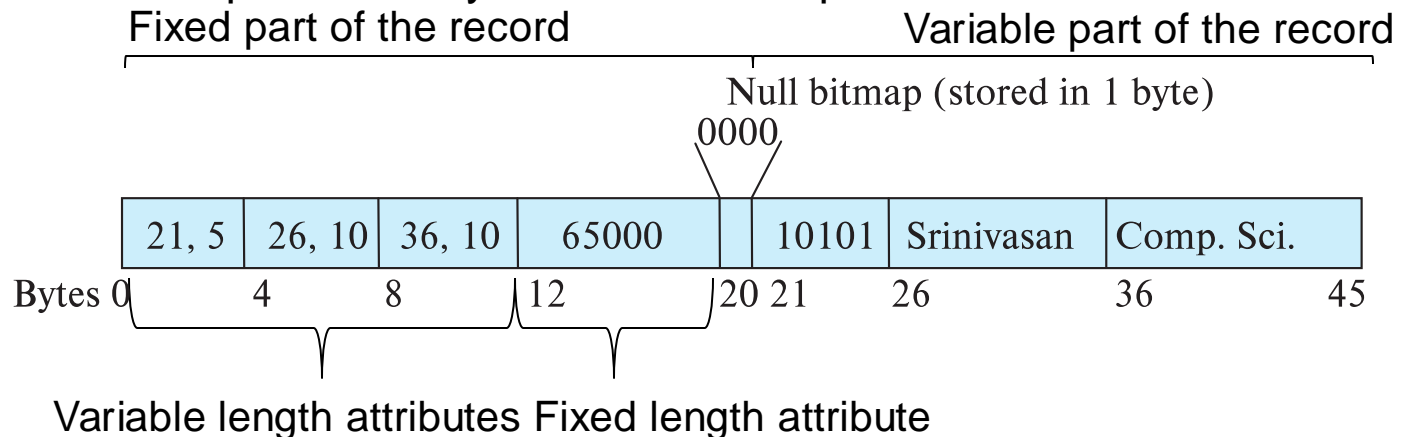 Fixed part of the record Variable part of the record
Null bitmap (stored in 1 byte)
0000
21, 5 26, 10 36, 10 65000 10101 Srinivasan Comp. Sci.
Bytes 0 4 8 12 20 21 26 36 45
Variable length attributes Fixed length attribute